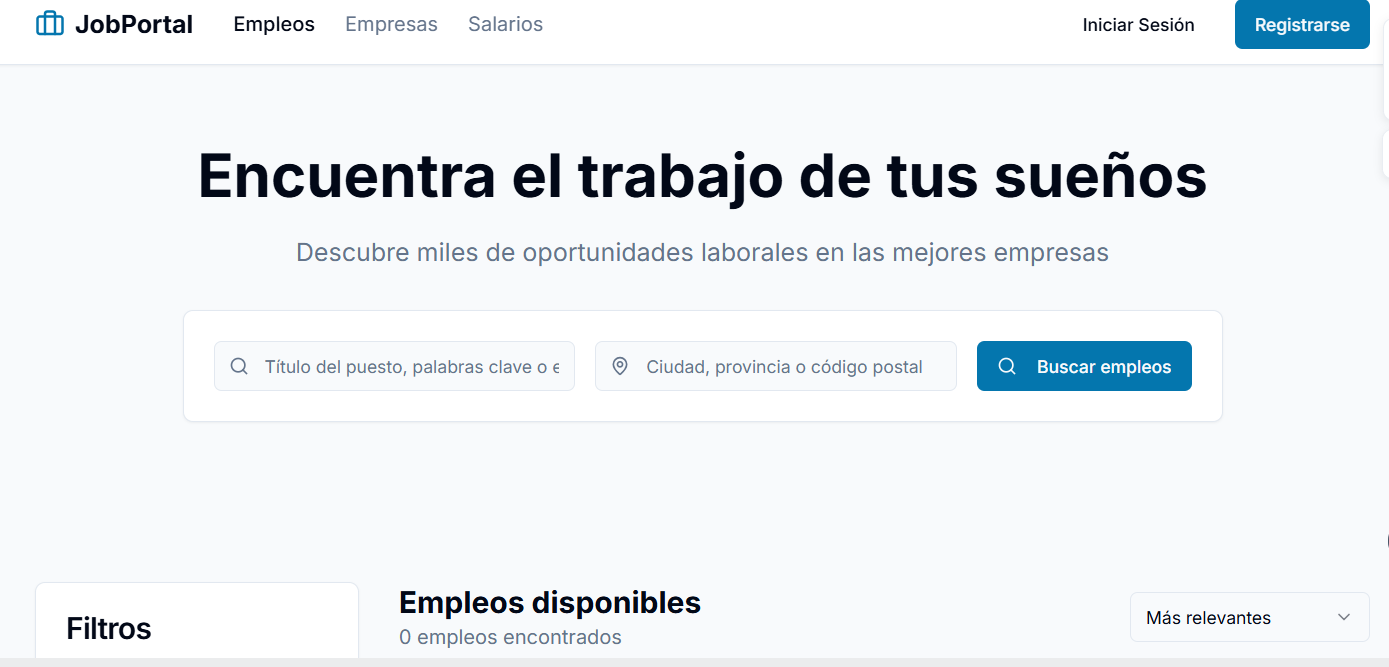 JobPortal Empleos Empresas Salarios Iniciar Sesión Registrarse
Encuentra el trabajo de tus sueños
Descubre miles de oportunidades laborales en las mejores empresas
Título del puesto, palabras clave o e Ciudad, provincia o código postal Buscar empleos
Filtros
Empleos disponibles
0 empleos encontrados
Más relevantes